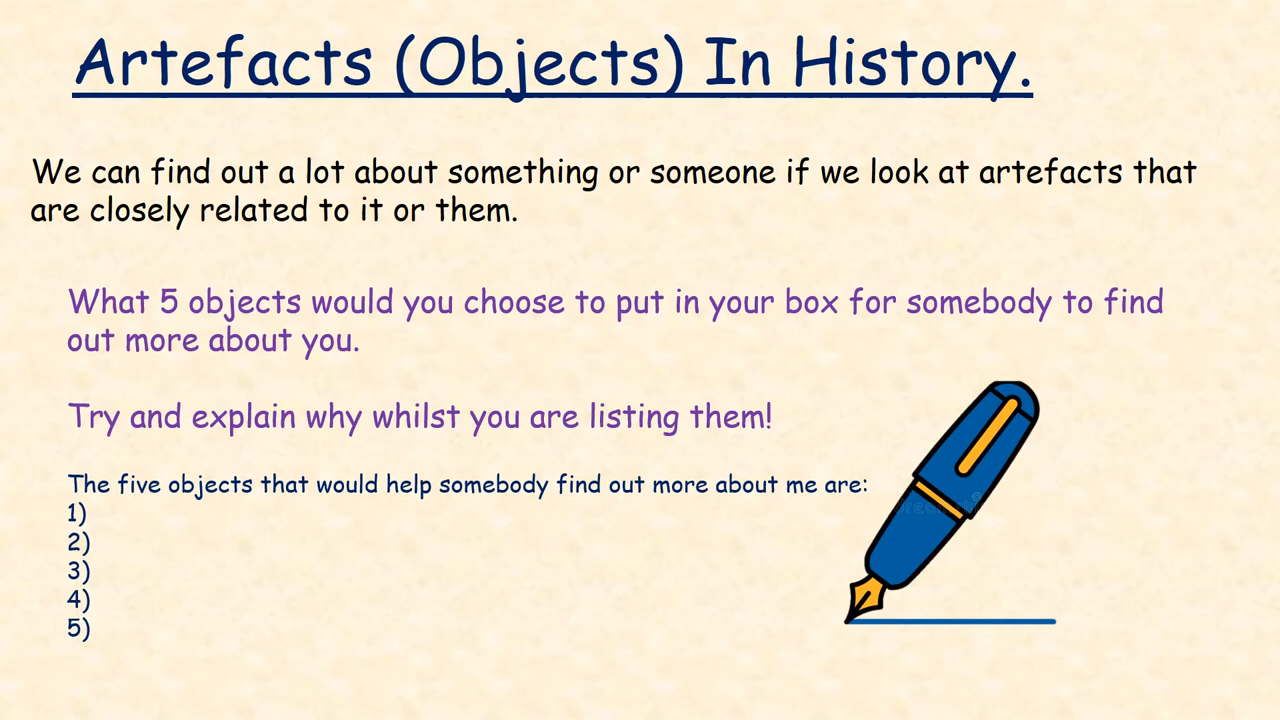 Artefacts (Objects) In History.
We can find out a lot about something or someone if we look at artefacts that
are closely related to it or them.
What 5 objects would you choose to put in your box for somebody to find
out more about you.
Try and explain why whilst you are listing them!
The five objects that would help somebody find out more about me are:
1)
2)
3)
4)
5)